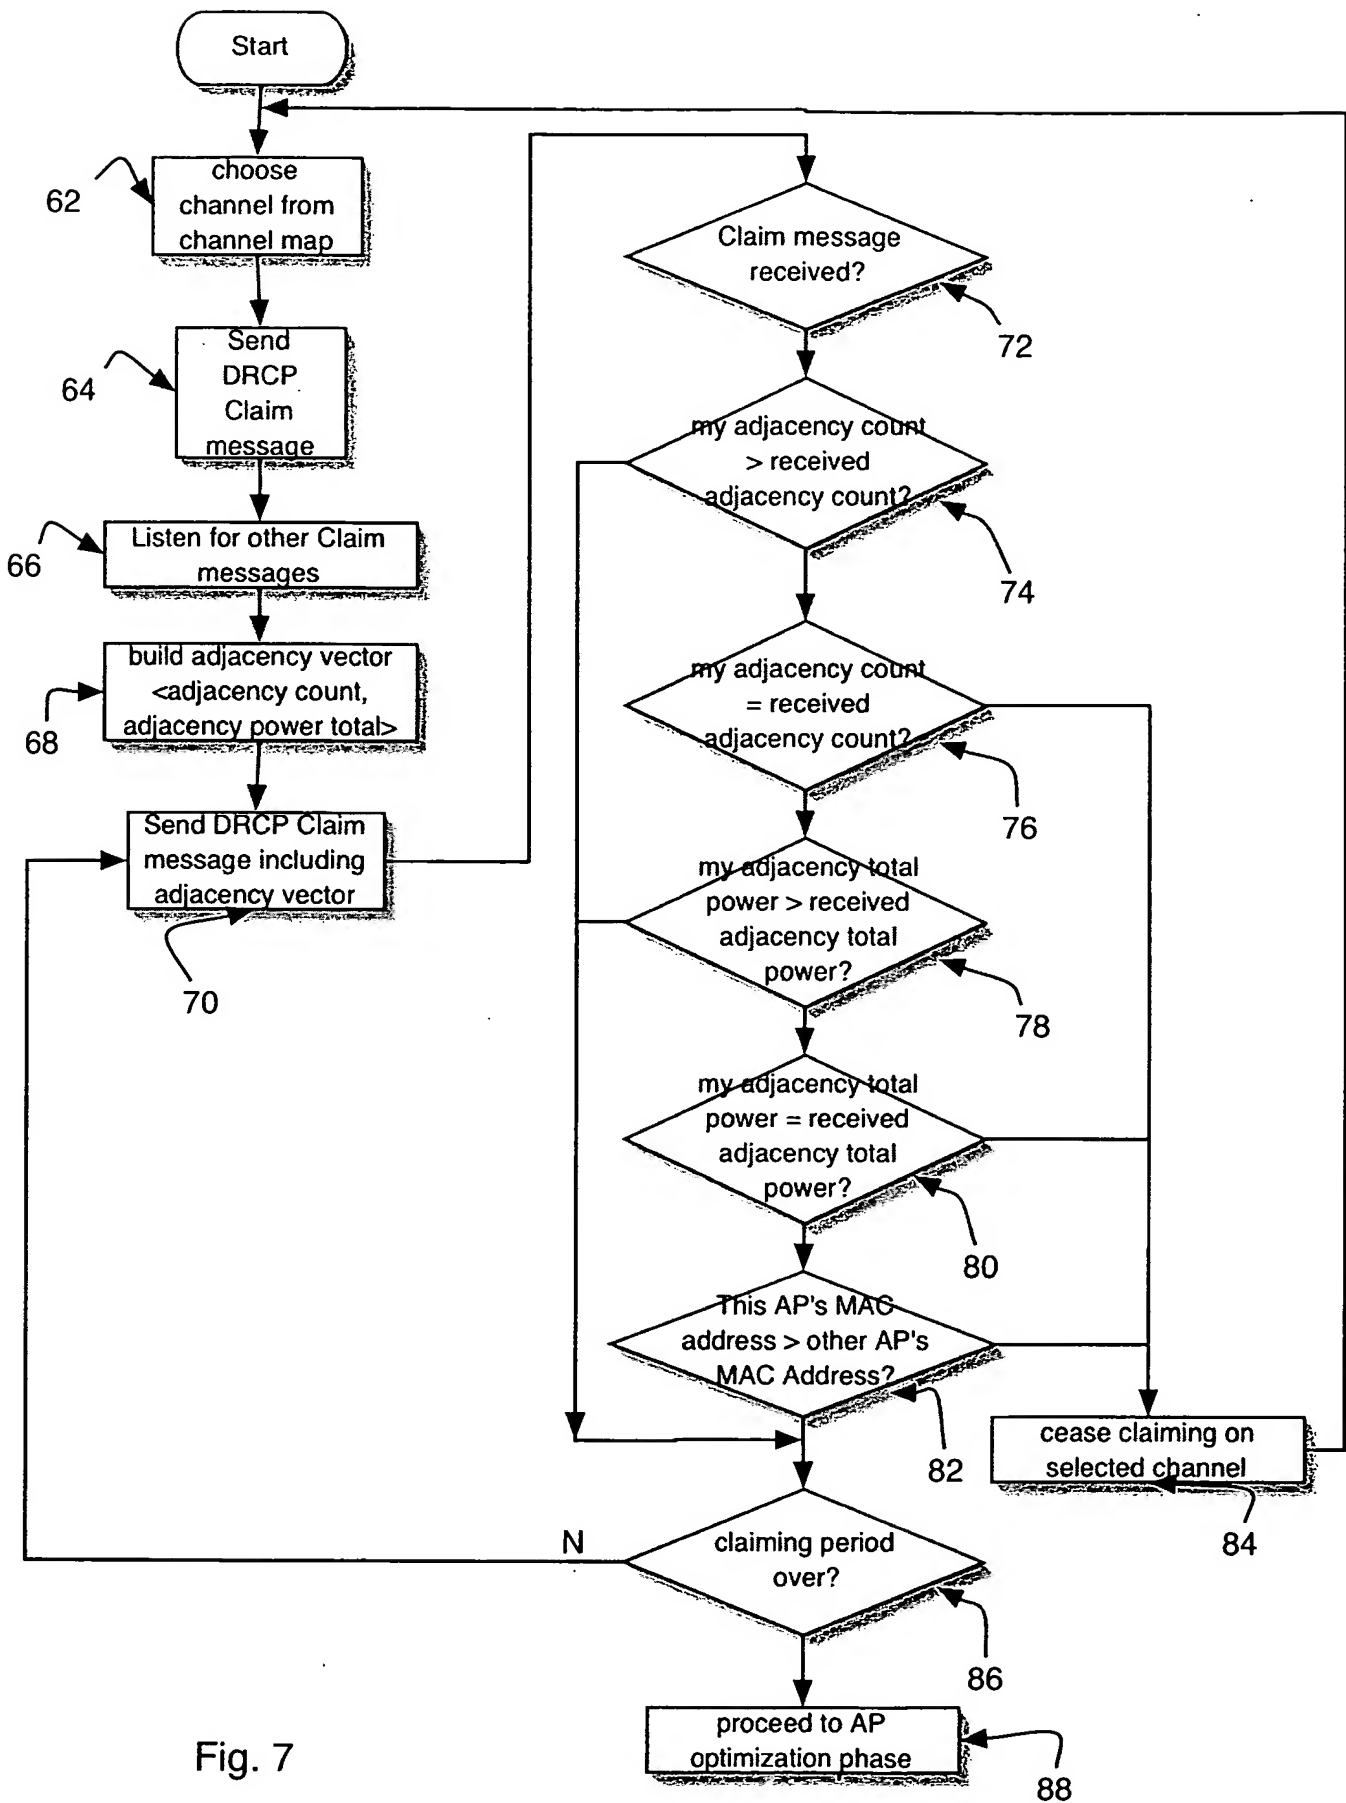 Start
62
choose
channel from
channel map
64
Send
DRCP
Claim
message
66
Listen for other Claim
messages
68
build adjacency vector
<adjacency count,
adjacency power total>
Send DRCP Claim
message including
adjacency vector
70
Claim message
received?
72
my adjacency count
> received
adjacency count?
74
my adjacency count
= received
adjacency count?
76
my adjacency total
power > received
adjacency total
power?
78
my adjacency total
power = received
adjacency total
power?
80
This AP's MAC
address > other AP's
MAC Address?
82
cease claiming on
selected channel
84
N
claiming period
over?
86
proceed to AP
optimization phase
88
Fig. 7